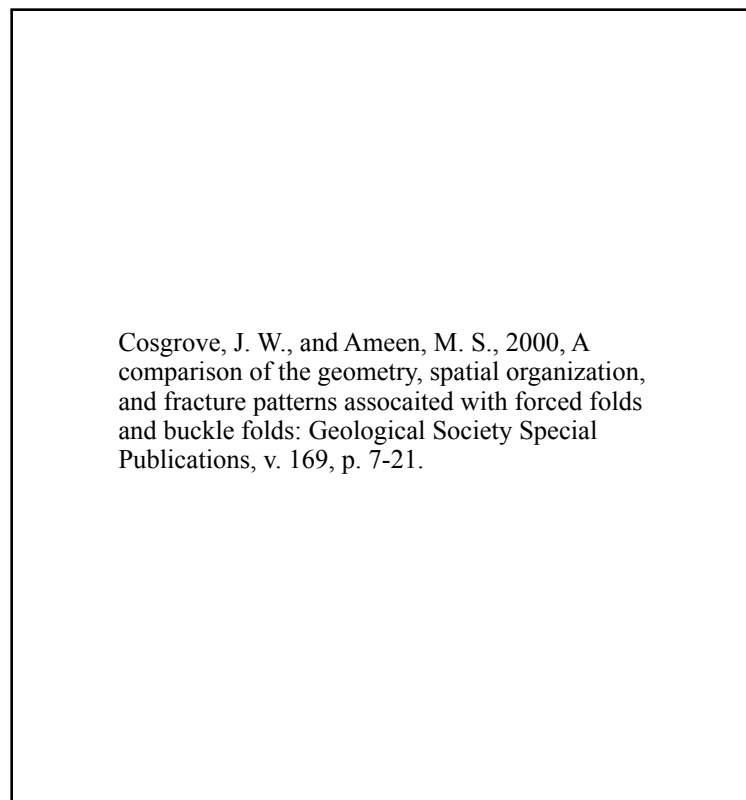 Cosgrove, J. W., and Ameen, M. S., 2000, A
comparison of the geometry, spatial organization,
and fracture patterns assocaited with forced folds
and buckle folds: Geological Society Special
Publications, v. 169, p. 7-21.